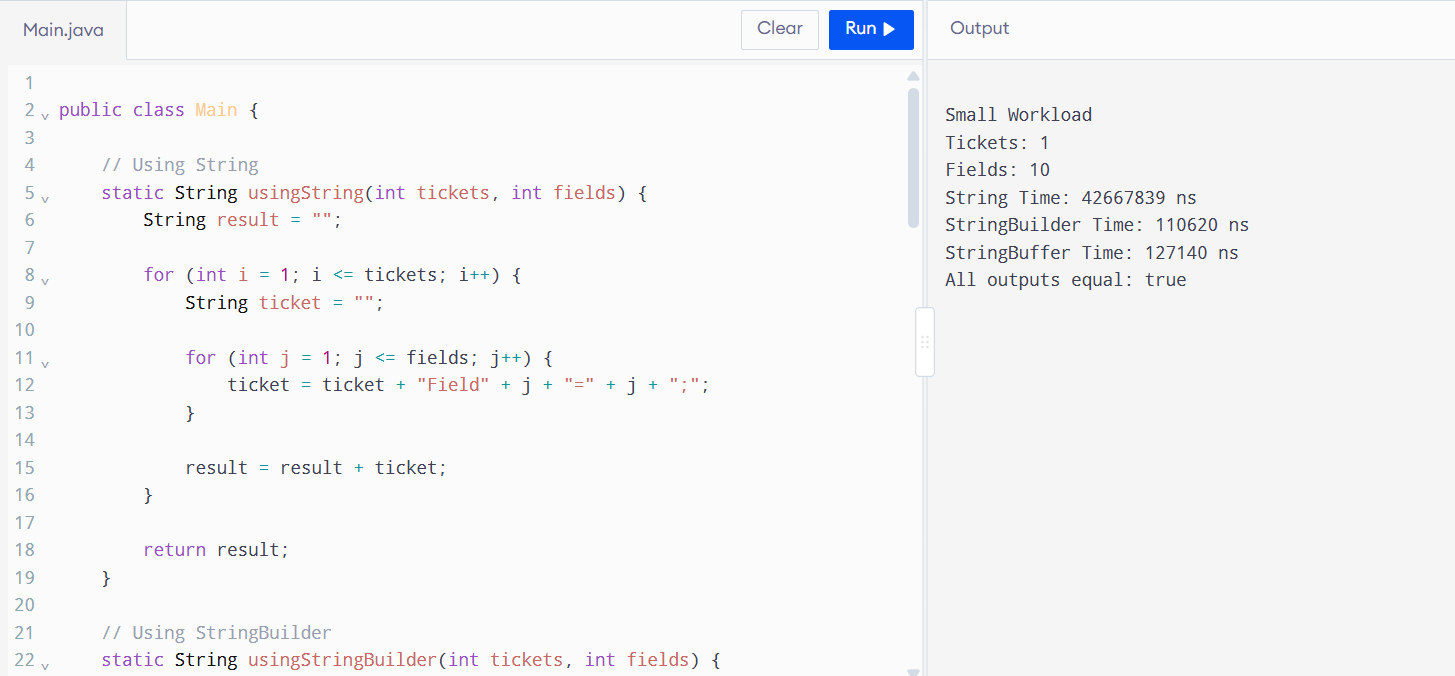 Main.java
Clear
Run
Output
1
2 public class Main {
3
4 // Using String
5 static String usingString(int tickets, int fields) {
6 String result = "";
7
8 for (int i = 1; i <= tickets; i++) {
9 String ticket = "";
10
11 for (int j = 1; j <= fields; j++) {
12 ticket = ticket + "Field" + j + "=" + j + ";";
13 }
14
15 result = result + ticket;
16 }
17
18 return result;
19 }
20
21 // Using StringBuilder
22 static String usingStringBuilder(int tickets, int fields) {
Small Workload
Tickets: 1
Fields: 10
String Time: 42667839 ns
StringBuilder Time: 110620 ns
StringBuffer Time: 127140 ns
All outputs equal: true